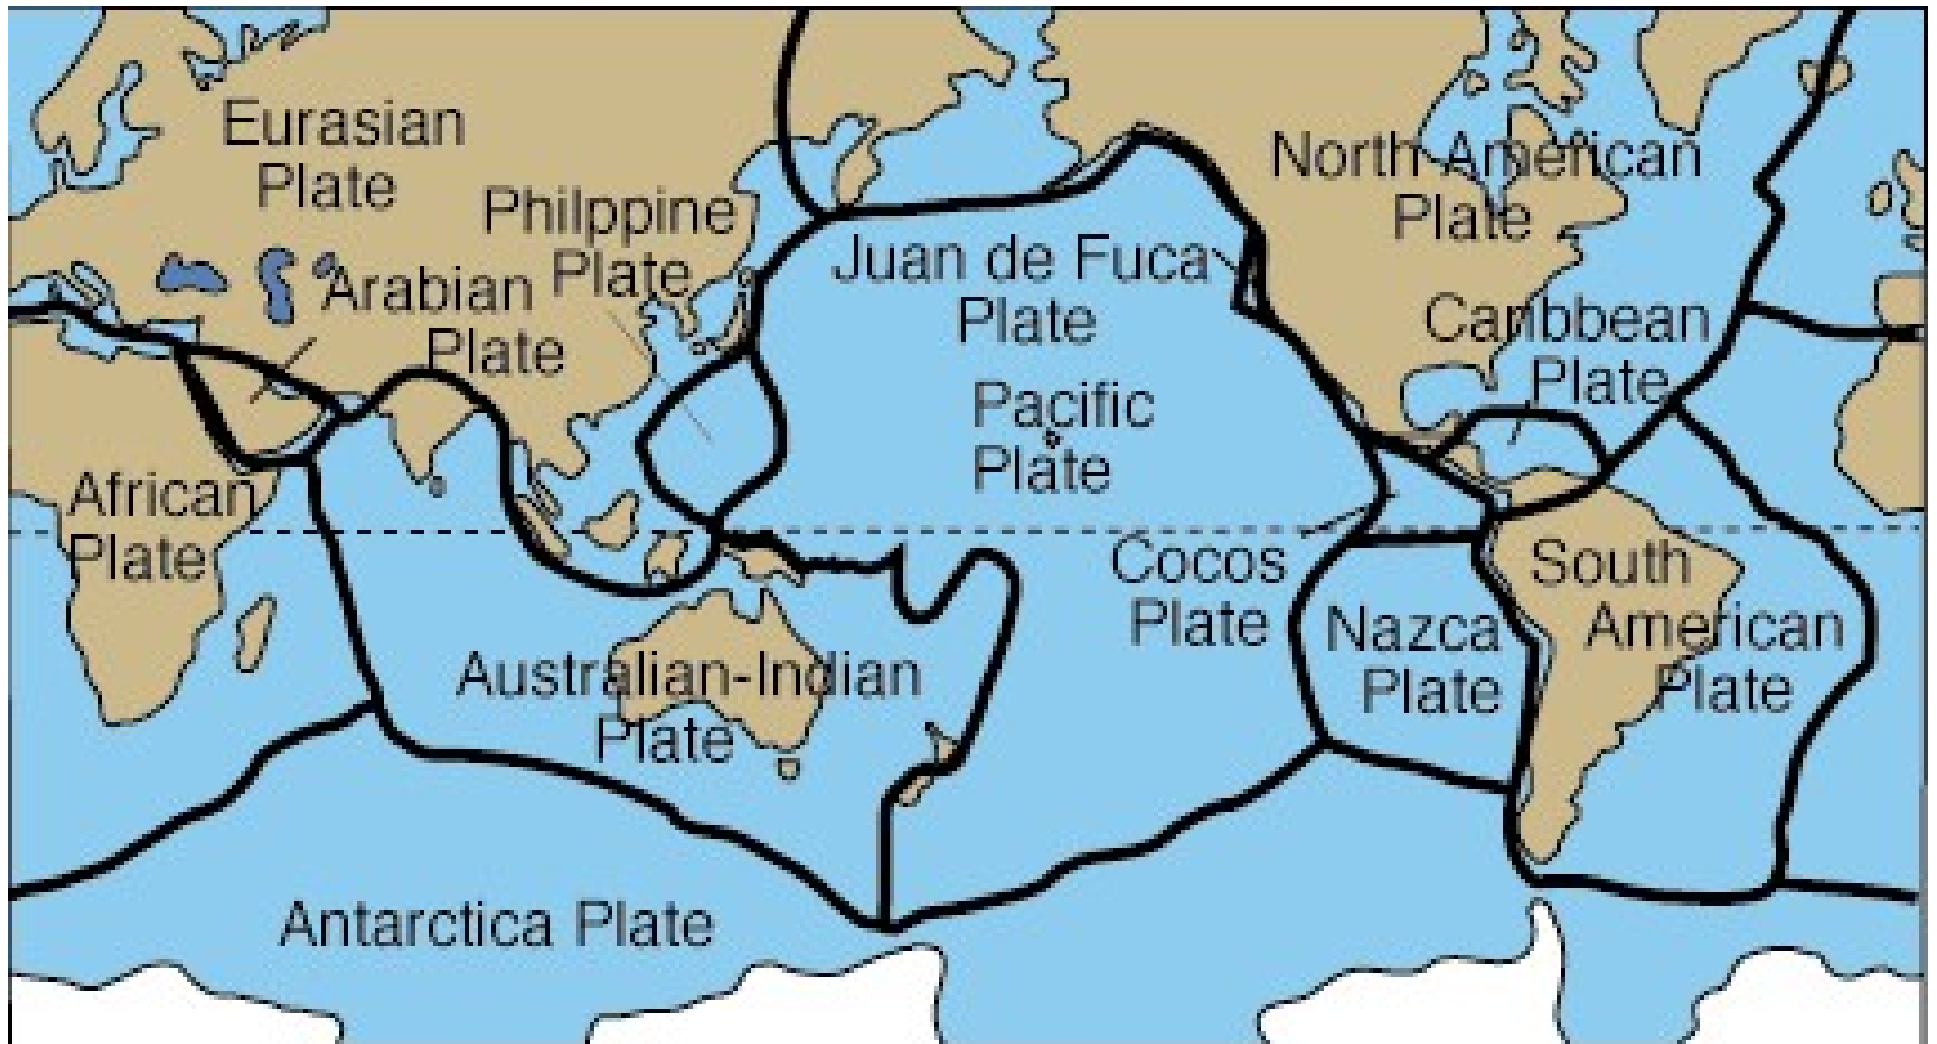 Eurasian
Plate
Philppine
Plate
Arabian
Plate
African
Plate
Juan de Fuca
Plate
Pacific
Plate
North American
Plate
Caribbean
Plate
Cocos
Plate
Nazca
Plate
South
American
Plate
Australian-Indian
Plate
Antarctica Plate